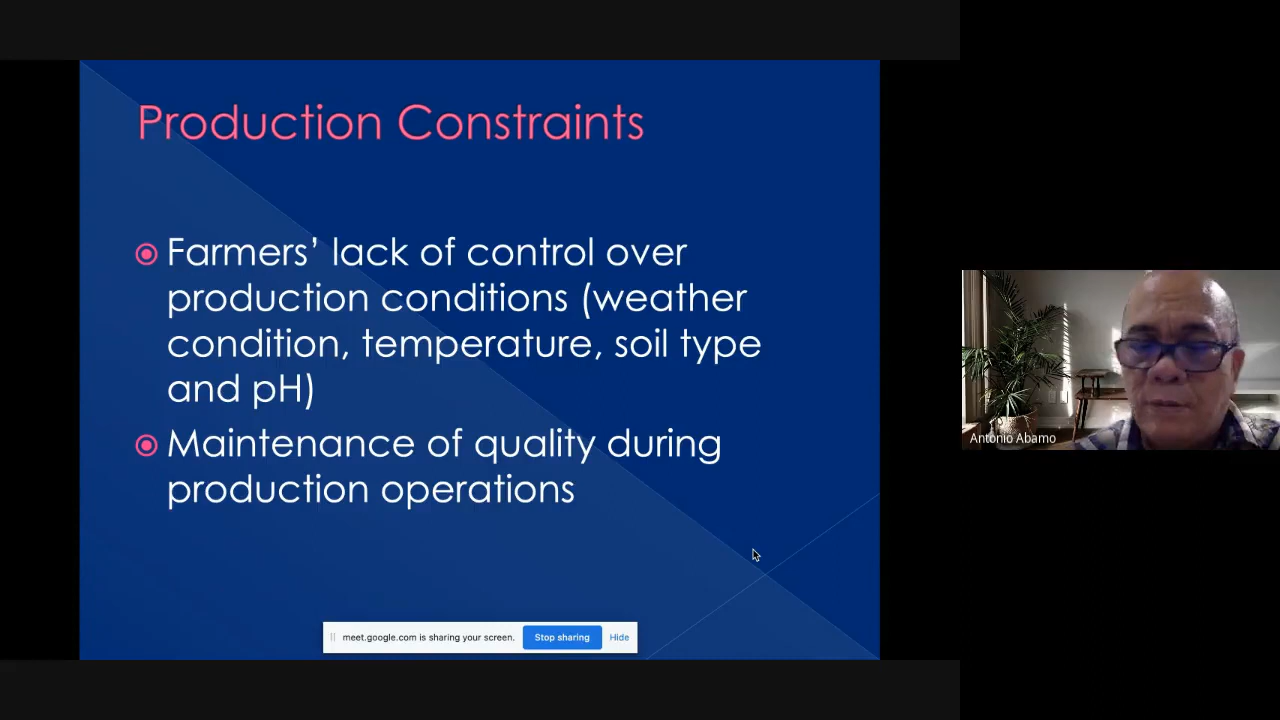 Production Constraints
Farmers’ lack of control over
production conditions (weather
condition, temperature, soil type
and pH)
Maintenance of quality during
production operations
meet.google.com is sharing your screen. Stop sharing Hide
Antonio Abamo